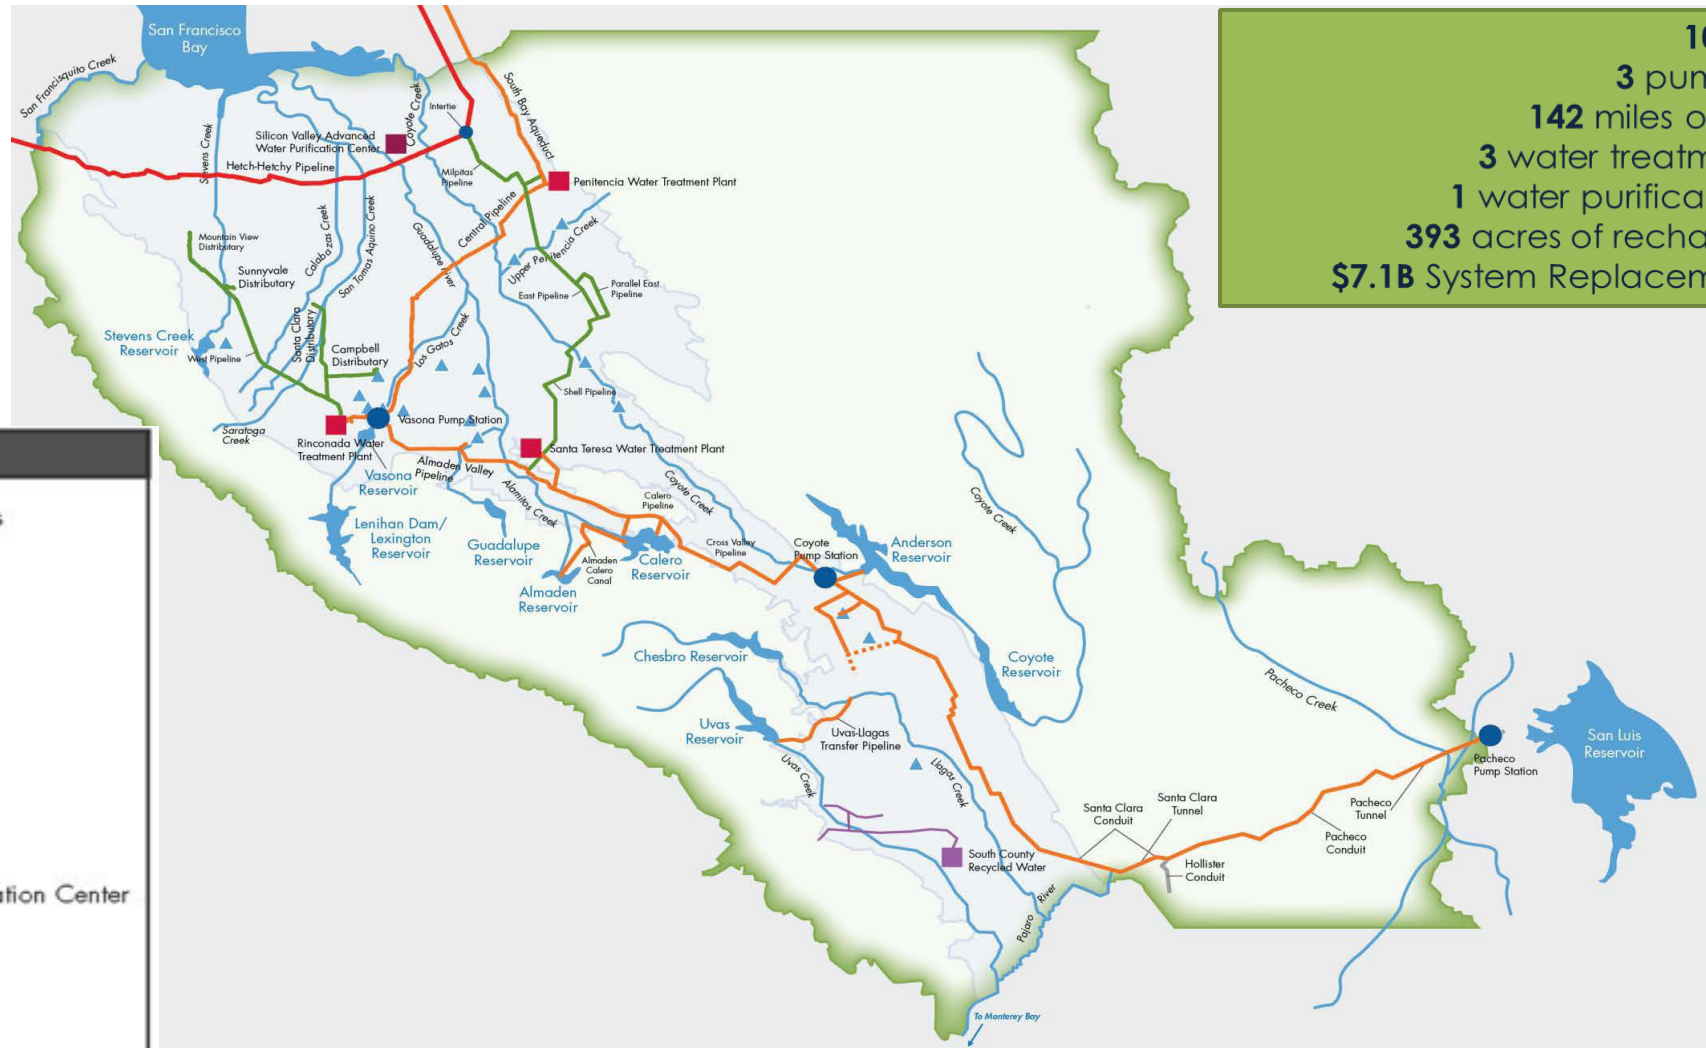 San Francisco
Bay
San Francisquito Creek
Stevens Creek
Silicon Valley Advanced
Water Purification Center
Coyote Creek
Intertie
South Bay Aqueduct
Hetch-Hetchy Pipeline
Milpitas
Pipeline
Penitencia Water Treatment Plant
Central Pipeline
Upper Penitencia Creek
Guadalupe River
Calabazas Creek
San Tomas Aquino Creek
Mountain View
Distributary
Sunnyvale
Distributary
East Pipeline
Parallel East
Pipeline
Stevens Creek
Reservoir
West Pipeline
Santa Clara
Distributary
Campbell
Distributary
Los Gatos Creek
Shell Pipeline
Saratoga
Creek
Rinconada Water
Treatment Plant
Vasona Pump Station
Santa Teresa Water Treatment Plant
Vasona
Reservoir
Almaden Valley
Pipeline
Alamitos Creek
Calero
Pipeline
Coyote Creek
Lenihan Dam/
Lexington
Reservoir
Guadalupe
Reservoir
Almaden
Calero
Canal
Calero
Reservoir
Almaden
Reservoir
Cross Valley
Pipeline
Coyote
Pump Station
Anderson
Reservoir
Coyote Creek
Chesbro Reservoir
Coyote
Reservoir
Uvas
Reservoir
Uvas-Llagas
Transfer Pipeline
Uvas Creek
Llagas Creek
South County
Recycled Water
Pajaro River
To Monterey Bay
Santa Clara
Conduit
Santa Clara
Tunnel
Hollister
Conduit
Pacheco Creek
Pacheco
Conduit
Pacheco
Tunnel
Pacheco
Pump Station
San Luis
Reservoir
10
3 pum
142 miles o
3 water treatm
1 water purifica
393 acres of recha
$7.1B System Replacem
s
ation Center